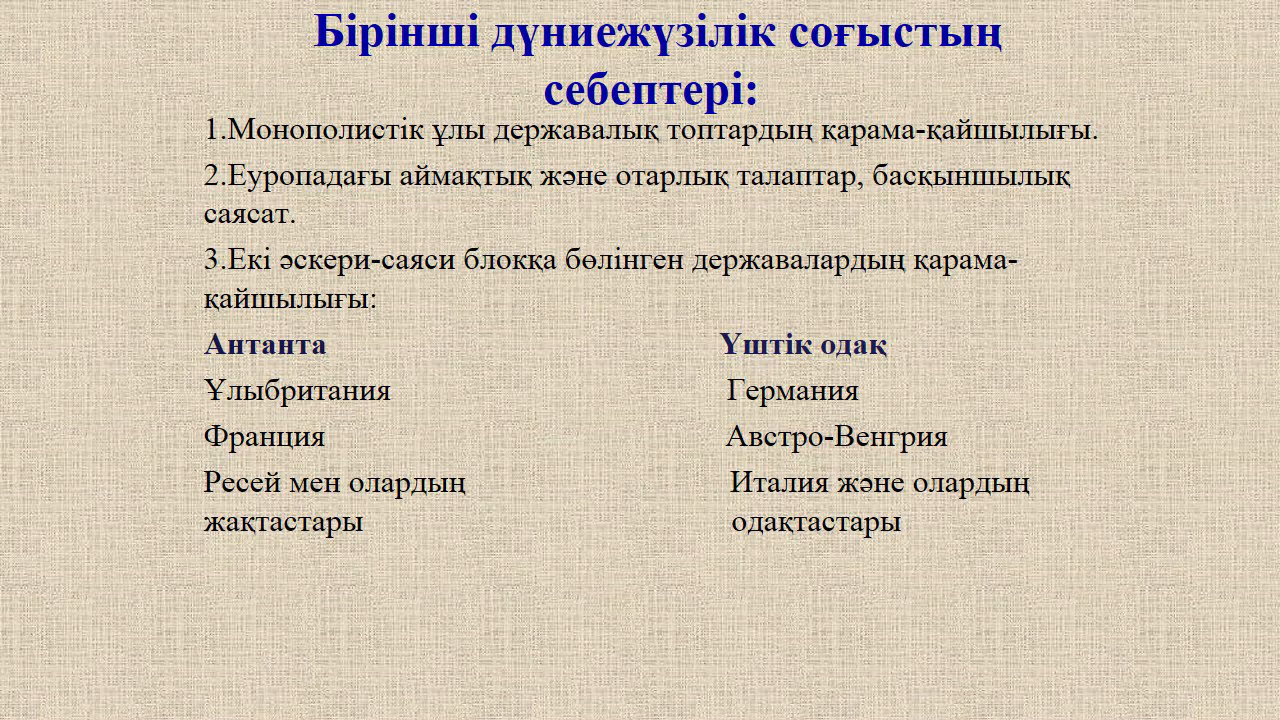 Бірінші дүниежүзілік соғыстың
себептері:
1.Монополистік ұлы державалық топтардың қарама-қайшылығы.
2.Еуропадағы аймақтық және отарлық талаптар, басқыншылық
саясат.
3.Екі әскери-саяси блокқа бөлінген державалардың қарама-
қайшылығы:
Антанта Үштік одақ
Ұлыбритания Германия
Франция Австро-Венгрия
Ресей мен олардың Италия және олардың
жақтастары одақтастары